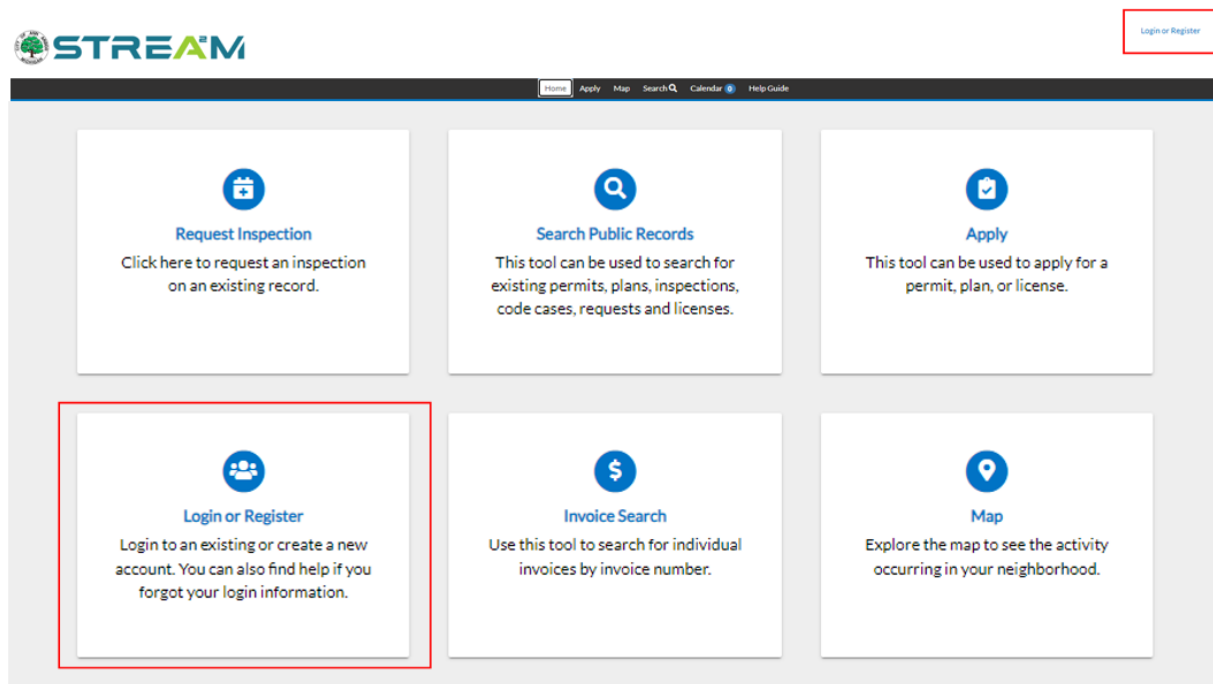 Login or Register
STREA²M
Home Apply Map Search Calendar 0 Help Guide
Request Inspection
Click here to request an inspection
on an existing record.
Search Public Records
This tool can be used to search for
existing permits, plans, inspections,
code cases, requests and licenses.
Apply
This tool can be used to apply for a
permit, plan, or license.
Login or Register
Login to an existing or create a new
account. You can also find help if you
forgot your login information.
Invoice Search
Use this tool to search for individual
invoices by invoice number.
Map
Explore the map to see the activity
occurring in your neighborhood.